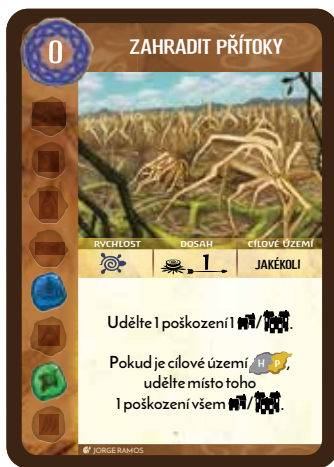 0
ZAHRADIT PŘÍTOKY
RYCHLOST DOSAH CÍLOVÉ ÚZEMÍ
1 JAKÉKOLI
Udělte 1 poškození 1 /.
Pokud je cílové území H P,
udělte místo toho
1 poškození všem /.
JORGE RAMOS